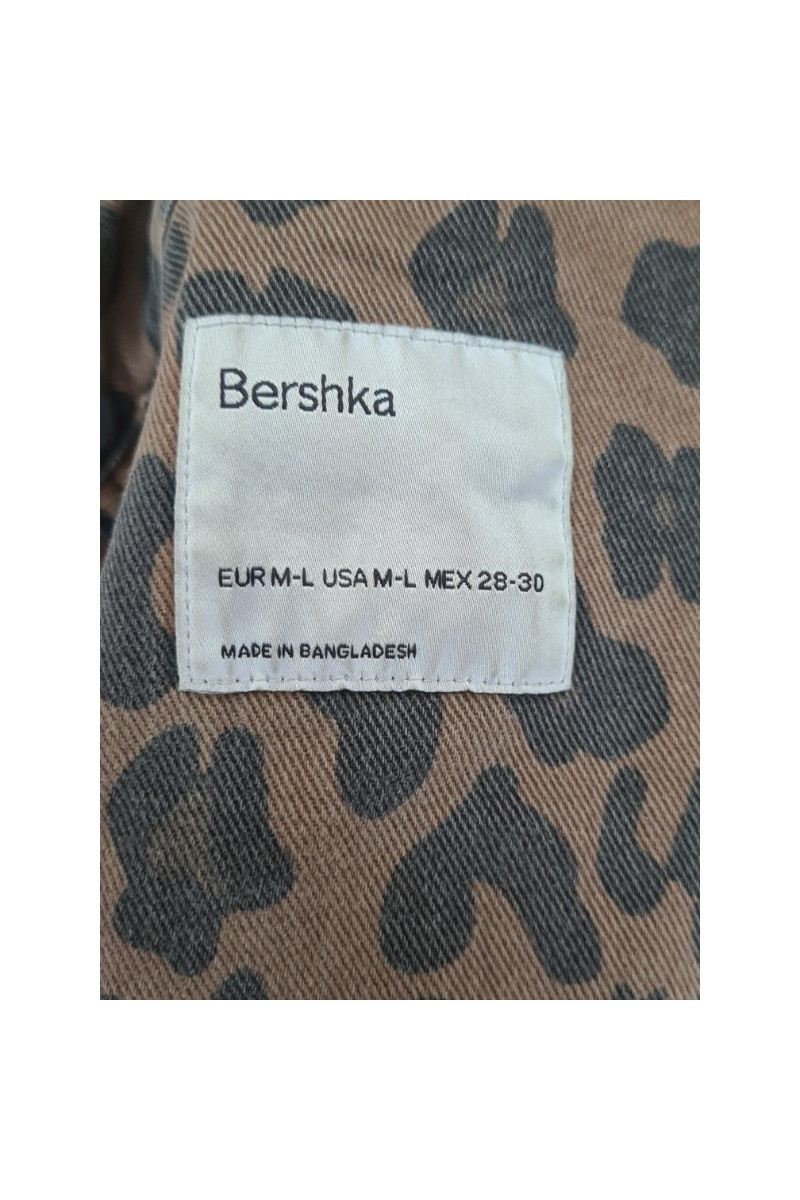 Bershka
EUR M-L USA M-L MEX 28-30
MADE IN BANGLADESH